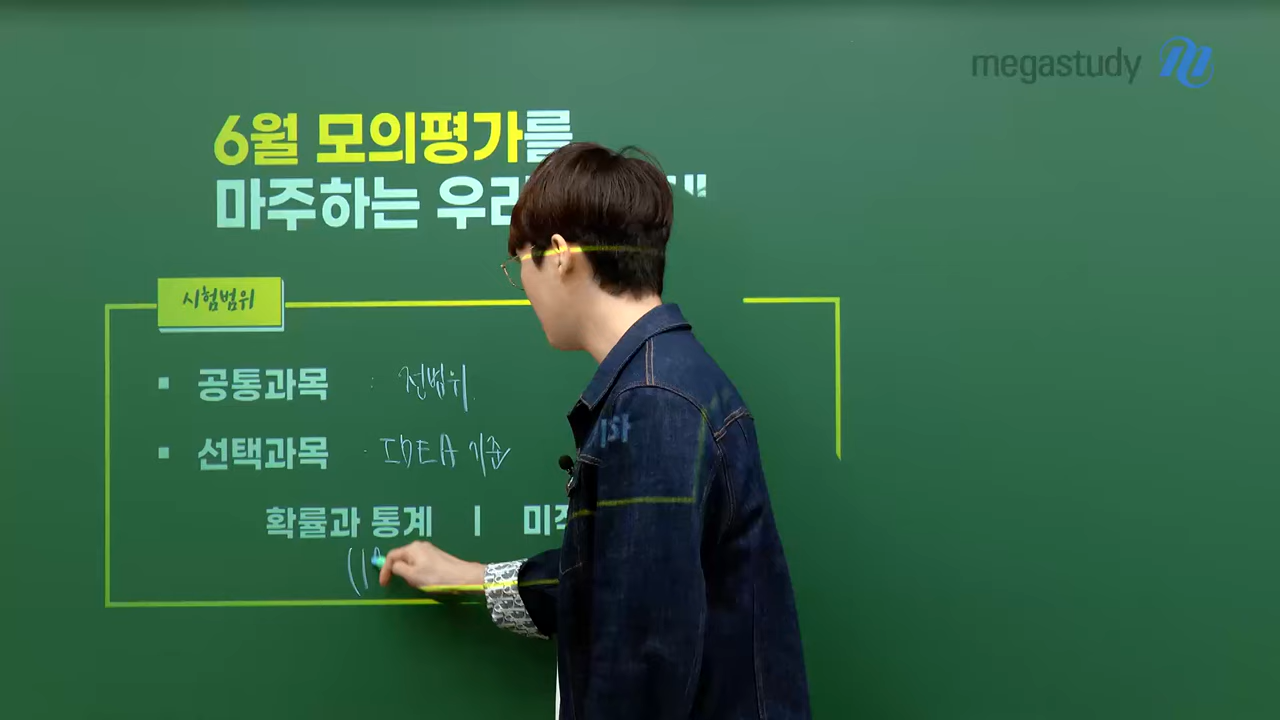 megastudy
6월 모의평가를
마주하는 우리
시험범위
공통과목 : 전범위
선택과목 : IDEA 기준
확률과 통계 | 미적